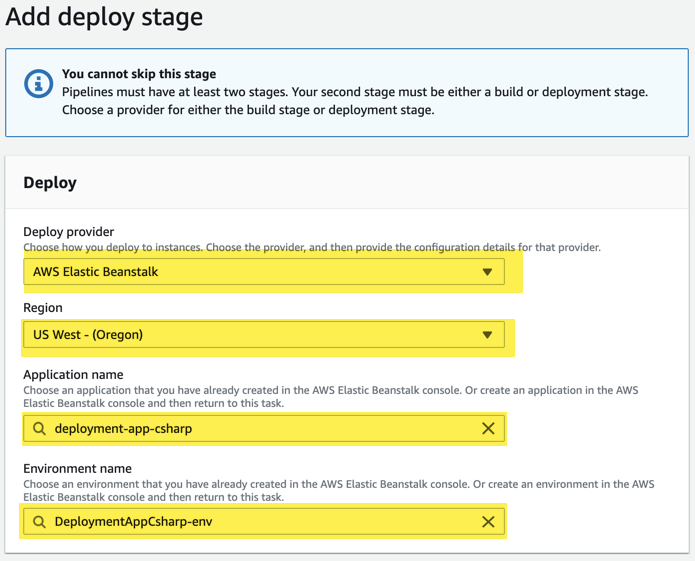 Add deploy stage
You cannot skip this stage
Pipelines must have at least two stages. Your second stage must be either a build or deployment stage.
Choose a provider for either the build stage or deployment stage.
Deploy
Deploy provider
Choose how you deploy to instances. Choose the provider, and then provide the configuration details for that provider.
AWS Elastic Beanstalk
Region
US West - (Oregon)
Application name
Choose an application that you have already created in the AWS Elastic Beanstalk console. Or create an application in the AWS
Elastic Beanstalk console and then return to this task.
deployment-app-csharp
Environment name
Choose an environment that you have already created in the AWS Elastic Beanstalk console. Or create an environment in the AWS
Elastic Beanstalk console and then return to this task.
DeploymentAppCsharp-env